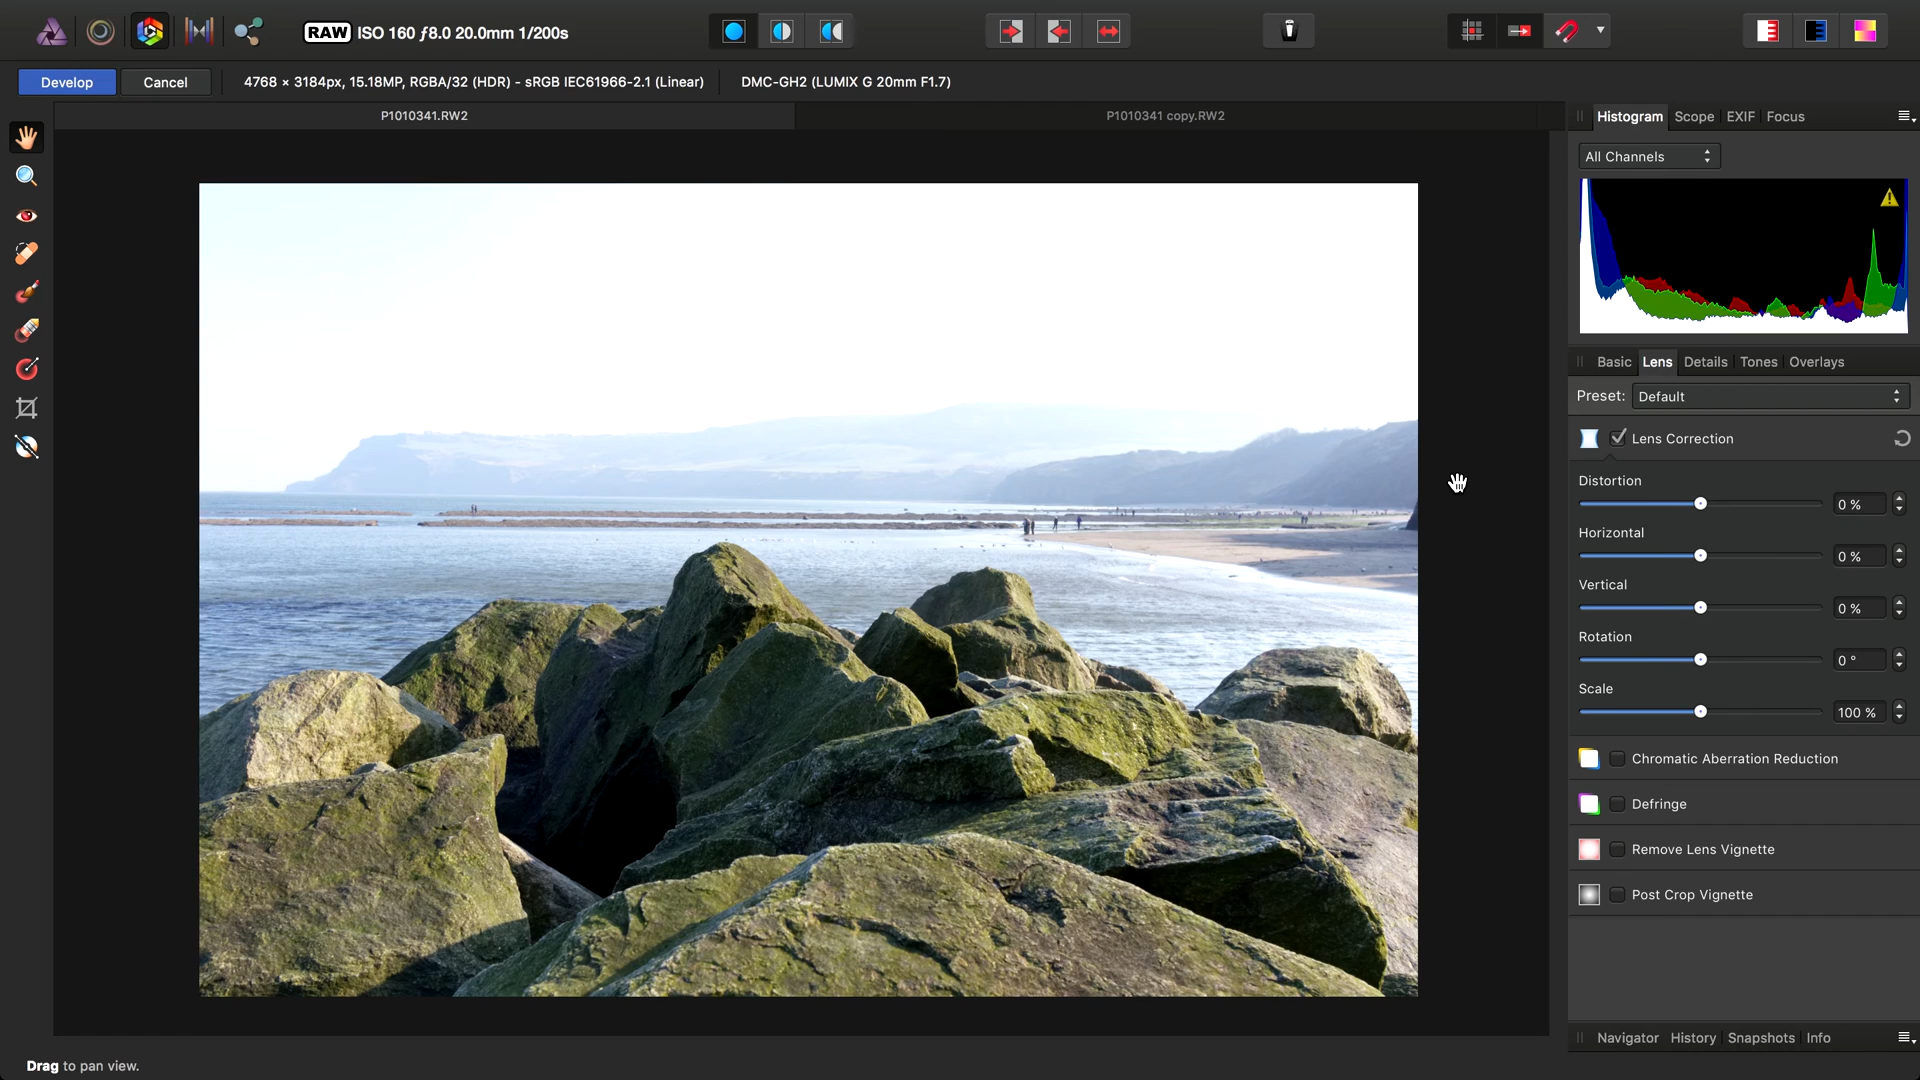 RAW ISO 160 ƒ8.0 20.0mm 1/200s
Develop Cancel 4768 × 3184px, 15.18MP, RGBA/32 (HDR) - sRGB IEC61966-2.1 (Linear) DMC-GH2 (LUMIX G 20mm F1.7)
P1010341.RW2 P1010341 copy.RW2
Histogram Scope EXIF Focus
All Channels
Basic Lens Details Tones Overlays
Preset: Default
Lens Correction
Distortion
0 %
Horizontal
0 %
Vertical
0 %
Rotation
0 °
Scale
100 %
Chromatic Aberration Reduction
Defringe
Remove Lens Vignette
Post Crop Vignette
Navigator History Snapshots Info
Drag to pan view.